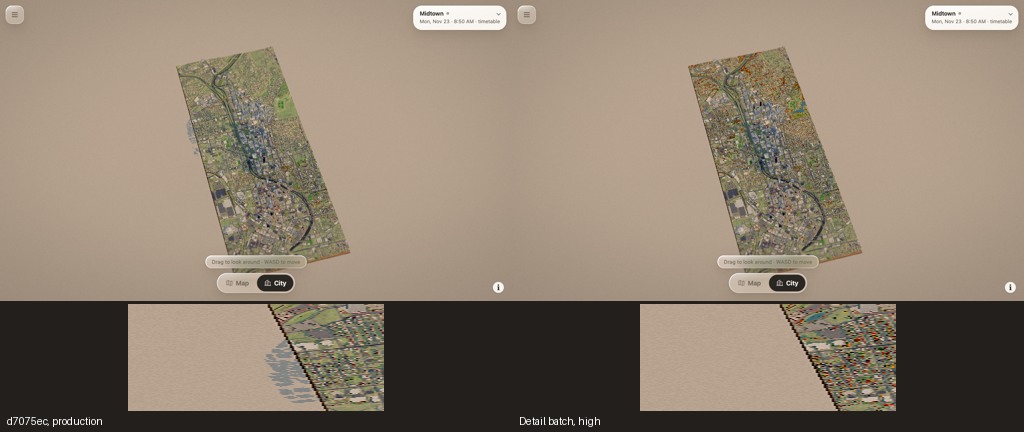 Midtown
Mon, Nov 23 · 8:50 AM · timetable
Midtown
Mon, Nov 23 · 8:50 AM · timetable
Drag to look around · WASD to move
Map
City
i
Drag to look around · WASD to move
Map
City
i
d7075ec, production
Detail batch, high